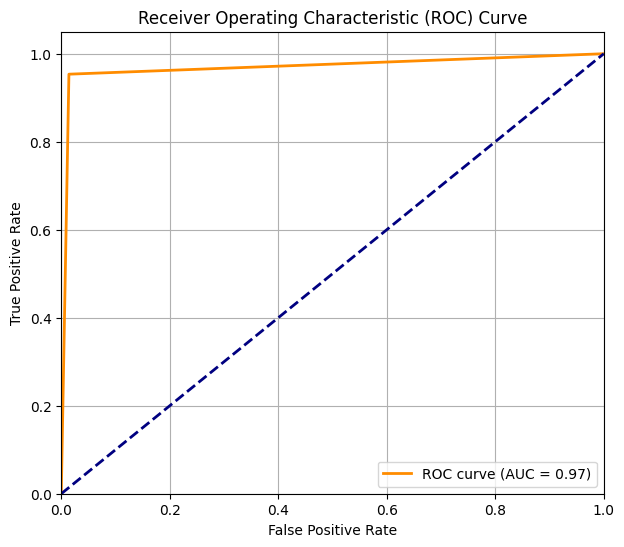 Receiver Operating Characteristic (ROC) Curve
1.0
0.8
0.6
0.4
0.2
0.0
True Positive Rate
ROC curve (AUC = 0.97)
0.0 0.2 0.4 0.6 0.8 1.0
False Positive Rate